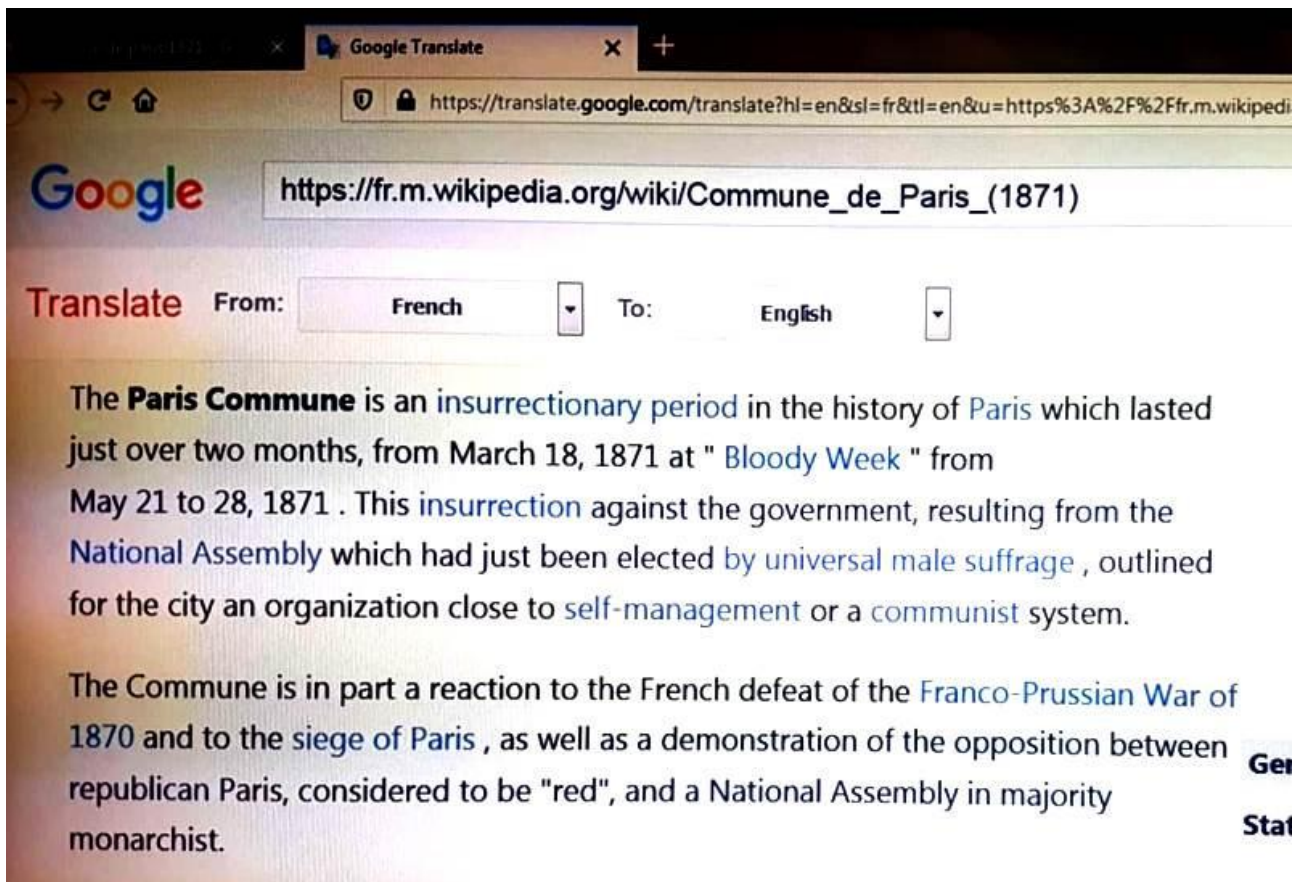 Google Translate
https://translate.google.com/translate?hl=en&sl=fr&tl=en&u=https%3A%2F%2Ffr.m.wikipedi
Google https://fr.m.wikipedia.org/wiki/Commune_de_Paris_(1871)
Translate From: French To: English
The Paris Commune is an insurrectionary period in the history of Paris which lasted
just over two months, from March 18, 1871 at " Bloody Week " from
May 21 to 28, 1871 . This insurrection against the government, resulting from the
National Assembly which had just been elected by universal male suffrage , outlined
for the city an organization close to self-management or a communist system.
The Commune is in part a reaction to the French defeat of the Franco-Prussian War of
1870 and to the siege of Paris , as well as a demonstration of the opposition between
republican Paris, considered to be "red", and a National Assembly in majority
monarchist.
Ger
Stat